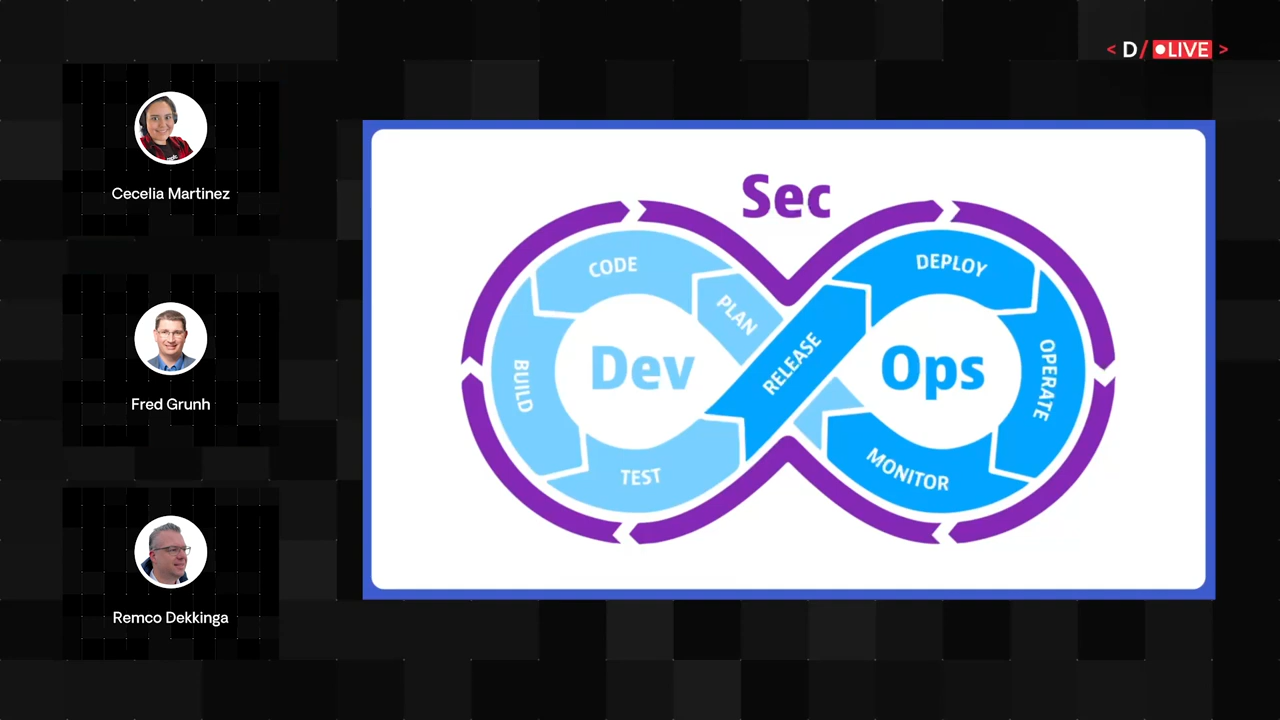 < D/ LIVE >
Cecelia Martinez
Fred Grunh
Remco Dekkinga
Sec
CODE
PLAN
BUILD
Dev
TEST
RELEASE
DEPLOY
Ops
OPERATE
MONITOR